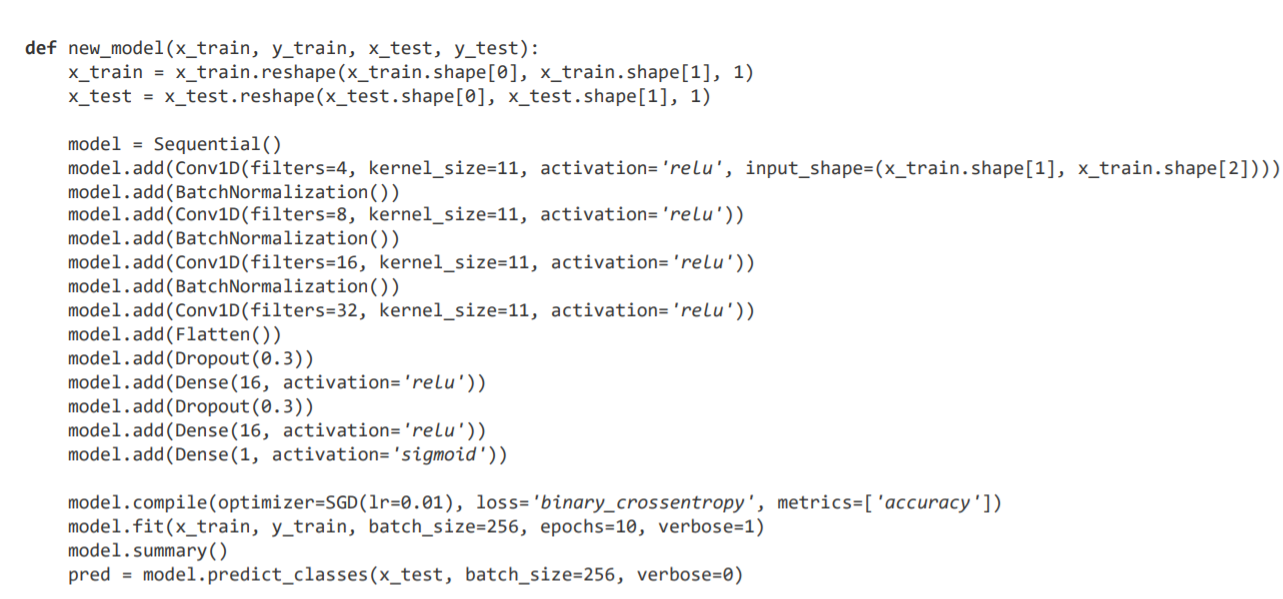 def new_model(x_train, y_train, x_test, y_test):
    x_train = x_train.reshape(x_train.shape[0], x_train.shape[1], 1)
    x_test = x_test.reshape(x_test.shape[0], x_test.shape[1], 1)

    model = Sequential()
    model.add(Conv1D(filters=4, kernel_size=11, activation='relu', input_shape=(x_train.shape[1], x_train.shape[2])))
    model.add(BatchNormalization())
    model.add(Conv1D(filters=8, kernel_size=11, activation='relu'))
    model.add(BatchNormalization())
    model.add(Conv1D(filters=16, kernel_size=11, activation='relu'))
    model.add(BatchNormalization())
    model.add(Conv1D(filters=32, kernel_size=11, activation='relu'))
    model.add(Flatten())
    model.add(Dropout(0.3))
    model.add(Dense(16, activation='relu'))
    model.add(Dropout(0.3))
    model.add(Dense(16, activation='relu'))
    model.add(Dense(1, activation='sigmoid'))

    model.compile(optimizer=SGD(lr=0.01), loss='binary_crossentropy', metrics=['accuracy'])
    model.fit(x_train, y_train, batch_size=256, epochs=10, verbose=1)
    model.summary()
    pred = model.predict_classes(x_test, batch_size=256, verbose=0)